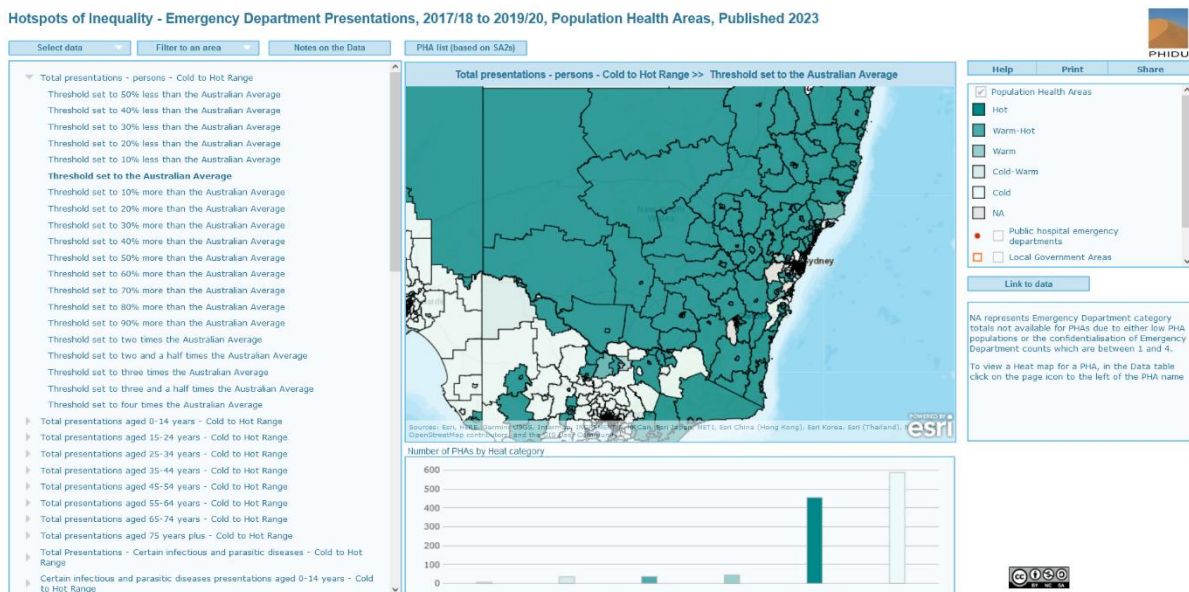 Hotspots of Inequality - Emergency Department Presentations, 2017/18 to 2019/20, Population Health Areas, Published 2023
PHIDU
Select data
Filter to an area
Notes on the Data
PHA list (based on SA2s)
Total presentations - persons - Cold to Hot Range
Threshold set to 50% less than the Australian Average
Threshold set to 40% less than the Australian Average
Threshold set to 30% less than the Australian Average
Threshold set to 20% less than the Australian Average
Threshold set to 10% less than the Australian Average
Threshold set to the Australian Average
Threshold set to 10% more than the Australian Average
Threshold set to 20% more than the Australian Average
Threshold set to 30% more than the Australian Average
Threshold set to 40% more than the Australian Average
Threshold set to 50% more than the Australian Average
Threshold set to 60% more than the Australian Average
Threshold set to 70% more than the Australian Average
Threshold set to 80% more than the Australian Average
Threshold set to 90% more than the Australian Average
Threshold set to two times the Australian Average
Threshold set to two and a half times the Australian Average
Threshold set to three times the Australian Average
Threshold set to three and a half times the Australian Average
Threshold set to four times the Australian Average
Total presentations aged 0-14 years - Cold to Hot Range
Total presentations aged 15-24 years - Cold to Hot Range
Total presentations aged 25-34 years - Cold to Hot Range
Total presentations aged 35-44 years - Cold to Hot Range
Total presentations aged 45-54 years - Cold to Hot Range
Total presentations aged 55-64 years - Cold to Hot Range
Total presentations aged 65-74 years - Cold to Hot Range
Total presentations aged 75 years plus - Cold to Hot Range
Total Presentations - Certain infectious and parasitic diseases - Cold to Hot
Range
Certain infectious and parasitic diseases presentations aged 0-14 years - Cold
to Hot Range
Total presentations - persons - Cold to Hot Range >> Threshold set to the Australian Average
Sydney
POWERED BY
esri
Sources: Esri,
OpenStreetMap contributors, and the GIS User Community
Number of PHAs by Heat category
600
500
400
300
200
100
0
Help
Print
Share
Population Health Areas
Hot
Warm-Hot
Warm
Cold-Warm
Cold
NA
Public hospital emergency
departments
Local Government Areas
Link to data
NA represents Emergency Department category
totals not available for PHAs due to either low PHA
populations or the confidentialisation of Emergency
Department counts which are between 1 and 4.
To view a Heat map for a PHA, in the Data table
click on the page icon to the left of the PHA name
CC
BY NC SA